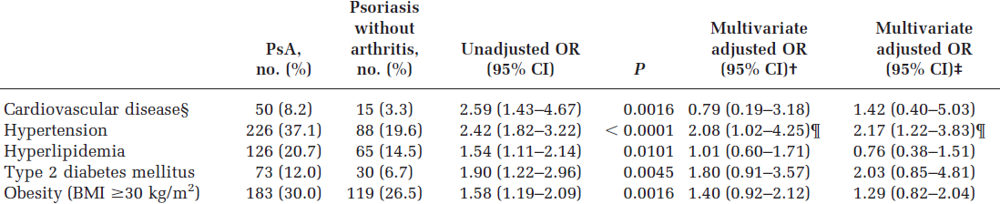 Psoriasis
without
Multivariate
Multivariate
PsA,
arthritis,
Unadjusted OR
adjusted OR
adjusted OR
no. (%)
no. (%)
(95% CI)
P
(95% CI)†
(95% CI)‡
Cardiovascular disease§ 50 (8.2) 15 (3.3) 2.59 (1.43–4.67) 0.0016 0.79 (0.19–3.18) 1.42 (0.40–5.03)
Hypertension 226 (37.1) 88 (19.6) 2.42 (1.82–3.22) < 0.0001 2.08 (1.02–4.25)¶ 2.17 (1.22–3.83)¶
Hyperlipidemia 126 (20.7) 65 (14.5) 1.54 (1.11–2.14) 0.0101 1.01 (0.60–1.71) 0.76 (0.38–1.51)
Type 2 diabetes mellitus 73 (12.0) 30 (6.7) 1.90 (1.22–2.96) 0.0045 1.80 (0.91–3.57) 2.03 (0.85–4.81)
Obesity (BMI ≥30 kg/m²) 183 (30.0) 119 (26.5) 1.58 (1.19–2.09) 0.0016 1.40 (0.92–2.12) 1.29 (0.82–2.04)